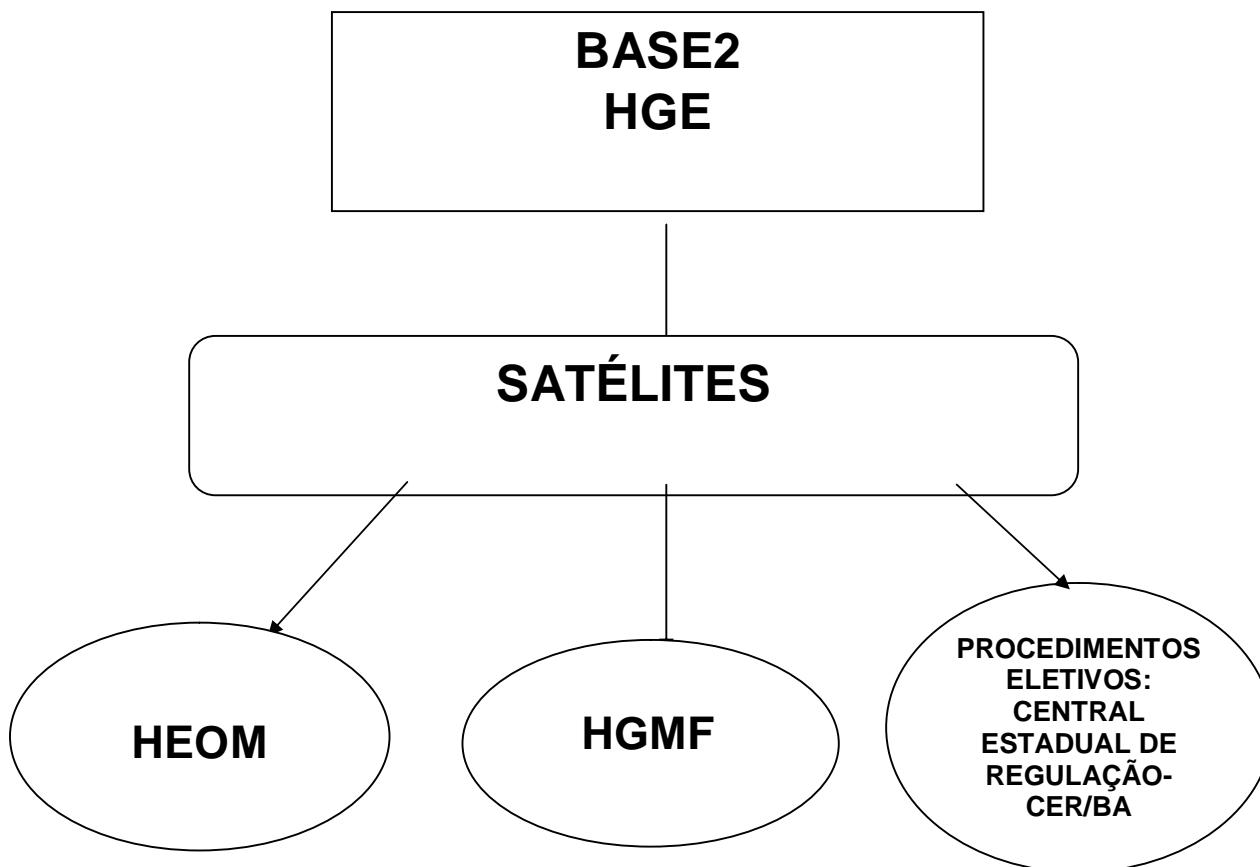 BASE2
HGE
SATÉLITES
HEOM
HGMF
PROCEDIMENTOS
ELETIVOS:
CENTRAL
ESTADUAL DE
REGULAÇÃO-
CER/BA